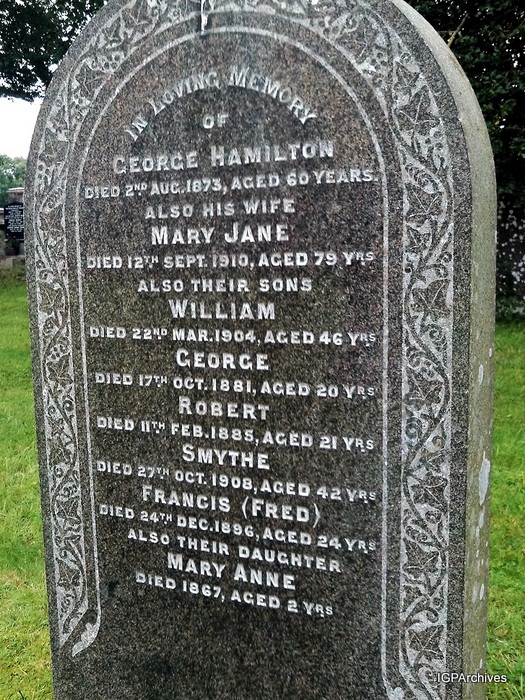 IN LOVING MEMORY
OF
GEORGE HAMILTON
DIED 2ND AUG. 1873, AGED 60 YEARS.
ALSO HIS WIFE
MARY JANE
DIED 12TH SEPT. 1910, AGED 79 YRS
ALSO THEIR SONS
WILLIAM
DIED 22ND MAR. 1904, AGED 46 YRS
GEORGE
DIED 17TH OCT. 1881, AGED 20 YRS
ROBERT
DIED 11TH FEB. 1885, AGED 21 YRS
SMYTHE
DIED 27TH OCT. 1908, AGED 42 YRS
FRANCIS (FRED)
DIED 24TH DEC. 1896, AGED 24 YRS
ALSO THEIR DAUGHTER
MARY ANNE
DIED 1867, AGED 2 YRS
IGPArchives